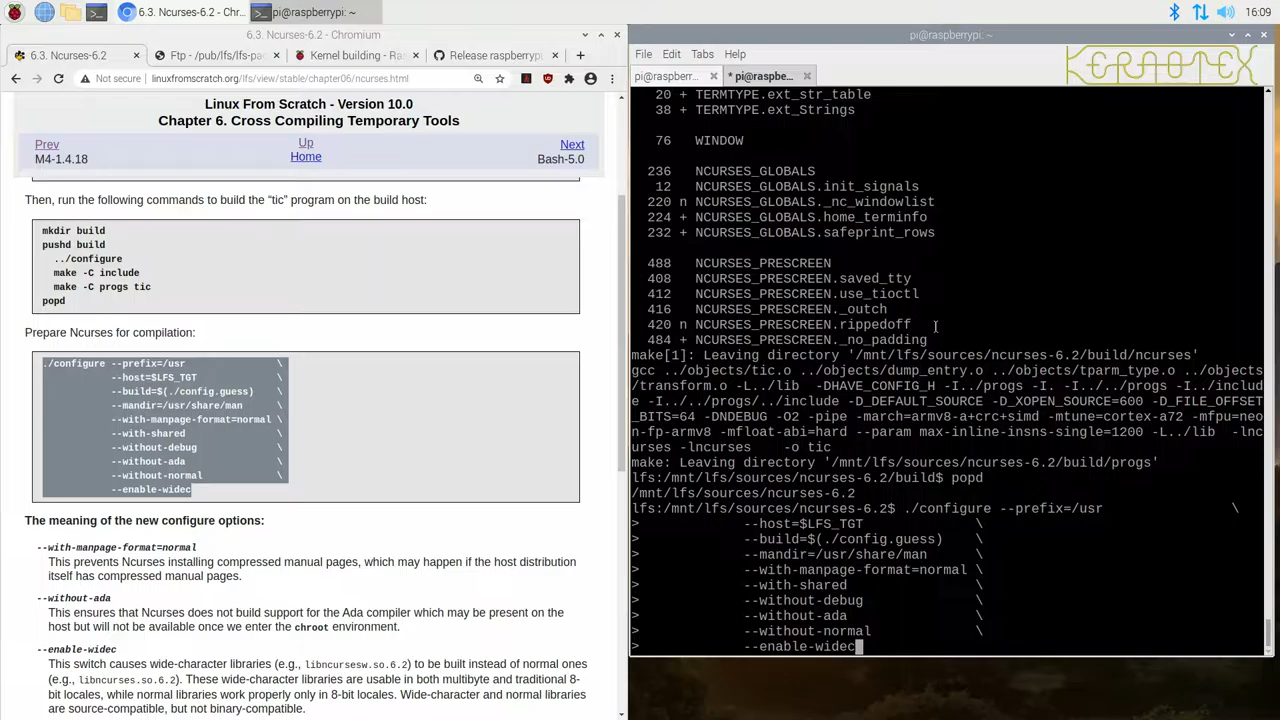 pi@raspberrypi: ~
16:09
6.3. Ncurses-6.2 - Chr...
6.3. Ncurses-6.2 - Chromium
6.3. Ncurses-6.2
Ftp - /pub/lfs/lfs-pac
Kernel building - Ras
Release raspberrypi
Not secure | linuxfromscratch.org/lfs/view/stable/chapter06/ncurses.html
Linux From Scratch - Version 10.0
Chapter 6. Cross Compiling Temporary Tools
Prev
Up
Next
M4-1.4.18
Home
Bash-5.0
Then, run the following commands to build the “tic” program on the build host:
mkdir build
pushd build
../configure
make -C include
make -C progs tic
popd
Prepare Ncurses for compilation:
./configure --prefix=/usr \
--host=$LFS_TGT \
--build=$(./config.guess) \
--mandir=/usr/share/man \
--with-manpage-format=normal \
--with-shared \
--without-debug \
--without-ada \
--without-normal \
--enable-widec
The meaning of the new configure options:
--with-manpage-format=normal
This prevents Ncurses installing compressed manual pages, which may happen if the host distribution
itself has compressed manual pages.
--without-ada
This ensures that Ncurses does not build support for the Ada compiler which may be present on the
host but will not be available once we enter the chroot environment.
--enable-widec
This switch causes wide-character libraries (e.g., libncursesw.so.6.2) to be built instead of normal ones
(e.g., libncurses.so.6.2). These wide-character libraries are usable in both multibyte and traditional 8-
bit locales, while normal libraries work properly only in 8-bit locales. Wide-character and normal libraries
are source-compatible, but not binary-compatible.
pi@raspberrypi: ~
File Edit Tabs Help
KERAOTEX
pi@raspberr...
* pi@raspbe...
20 + TERMTYPE.ext_str_table
38 + TERMTYPE.ext_Strings
76 WINDOW
236 NCURSES_GLOBALS
12 NCURSES_GLOBALS.init_signals
220 n NCURSES_GLOBALS._nc_windowlist
224 + NCURSES_GLOBALS.home_terminfo
232 + NCURSES_GLOBALS.safeprint_rows
488 NCURSES_PRESCREEN
408 NCURSES_PRESCREEN.saved_tty
412 NCURSES_PRESCREEN.use_tioctl
416 NCURSES_PRESCREEN._outch
420 n NCURSES_PRESCREEN.rippedoff
484 + NCURSES_PRESCREEN._no_padding
make[1]: Leaving directory '/mnt/lfs/sources/ncurses-6.2/build/ncurses'
gcc ../objects/tic.o ../objects/dump_entry.o ../objects/tparm_type.o ../objects
/transform.o -L../lib -DHAVE_CONFIG_H -I../progs -I. -I../../progs -I../includ
e -I../../progs/../include -D_DEFAULT_SOURCE -D_XOPEN_SOURCE=600 -D_FILE_OFFSET
_BITS=64 -DNDEBUG -O2 -pipe -march=armv8-a+crc+simd -mtune=cortex-a72 -mfpu=neo
n-fp-armv8 -mfloat-abi=hard --param max-inline-insns-single=1200 -L../lib -lnc
urses -lncurses -o tic
make: Leaving directory '/mnt/lfs/sources/ncurses-6.2/build/progs'
lfs:/mnt/lfs/sources/ncurses-6.2/build$ popd
/mnt/lfs/sources/ncurses-6.2
lfs:/mnt/lfs/sources/ncurses-6.2$ ./configure --prefix=/usr \
> --host=$LFS_TGT \
> --build=$(./config.guess) \
> --mandir=/usr/share/man \
> --with-manpage-format=normal \
> --with-shared \
> --without-debug \
> --without-ada \
> --without-normal \
> --enable-widec